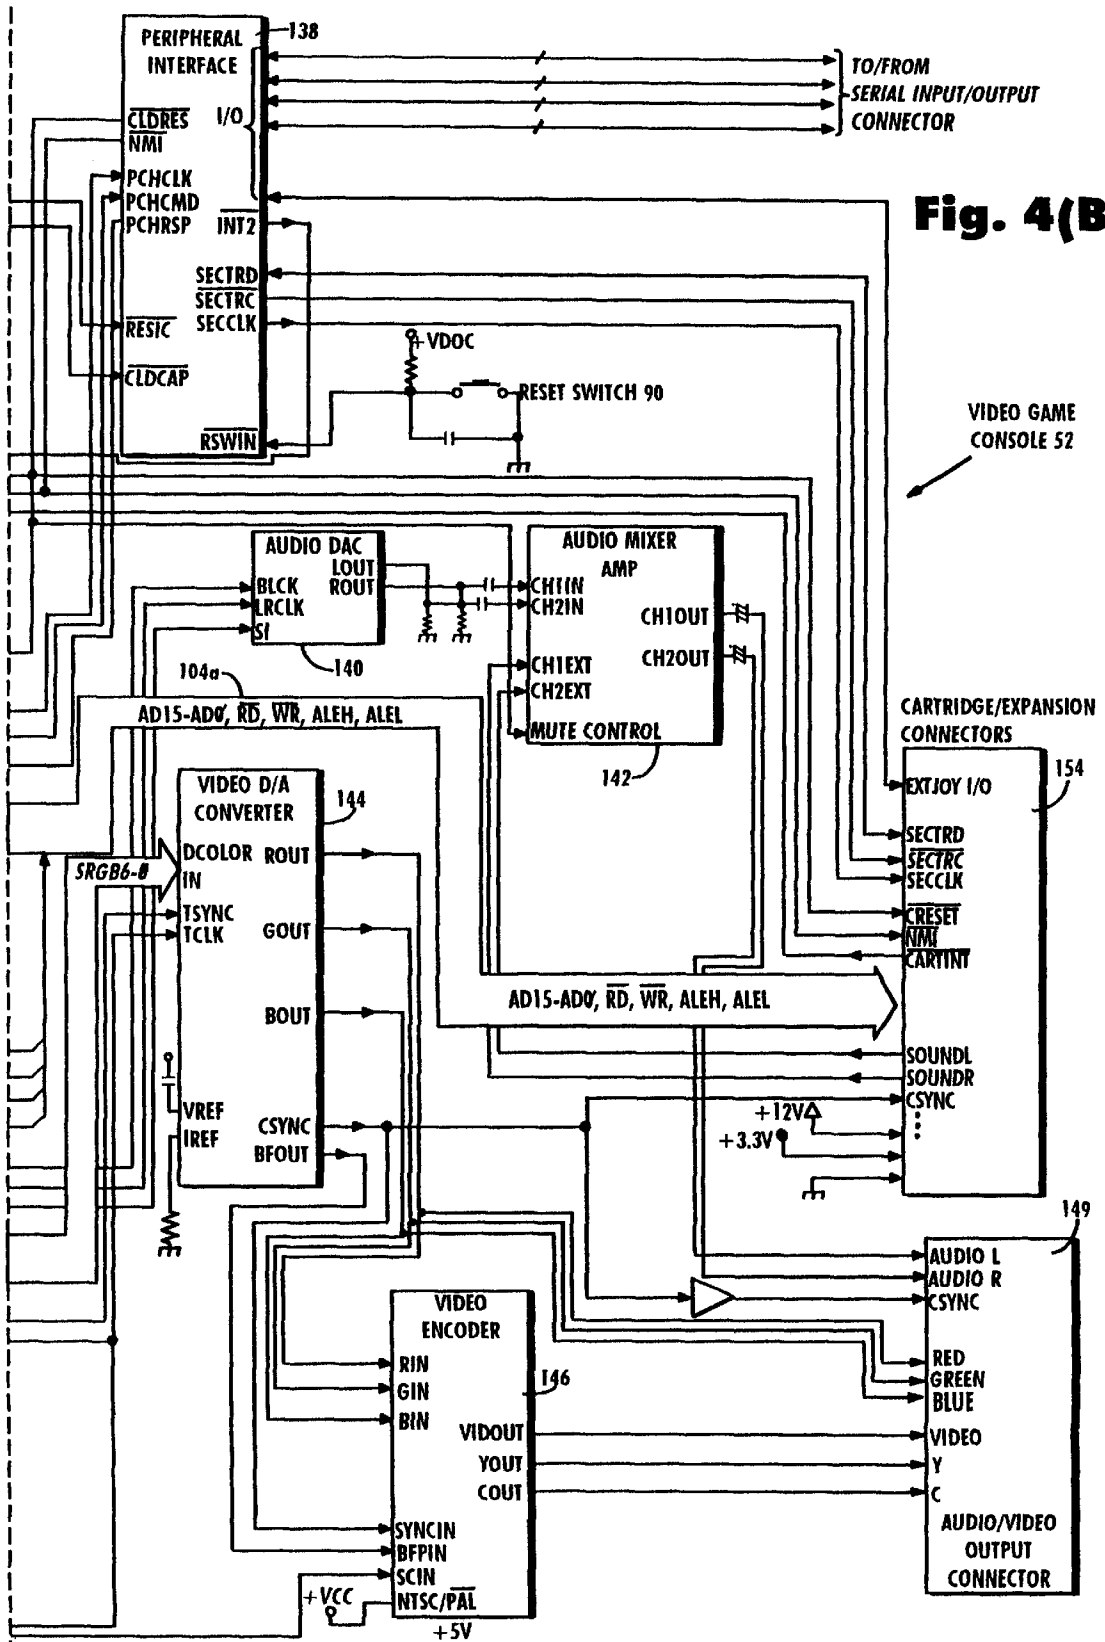 PERIPHERAL
INTERFACE
138
I/O
TO/FROM
SERIAL INPUT/OUTPUT
CONNECTOR
CLDRES
NMI
PCHCLK
PCHCMD
PCHRSP
INT2
Fig. 4(B
SECTRD
SECTRC
RESIC
SECCLK
+VDOC
CLDCAP
RESET SWITCH 90
RSWIN
VIDEO GAME
CONSOLE 52
AUDIO DAC
LOUT
ROUT
BLCK
LRCLK
SI
140
AUDIO MIXER
AMP
CH1IN
CH2IN
CH1OUT
CH2OUT
CH1EXT
CH2EXT
MUTE CONTROL
142
104a
AD15-AD0, RD, WR, ALEH, ALEL
CARTRIDGE/EXPANSION
CONNECTORS
154
EXTJOY I/O
SECTRD
SECTRC
SECCLK
CRESET
NMI
CARTINT
VIDEO D/A
CONVERTER
144
DCOLOR
IN
ROUT
SRGB6-0
TSYNC
TCLK
GOUT
BOUT
AD15-AD0, RD, WR, ALEH, ALEL
SOUNDL
SOUNDR
CSYNC
+12V
+3.3V
VREF
IREF
CSYNC
BFOUT
149
AUDIO L
AUDIO R
CSYNC
RED
GREEN
BLUE
VIDEO
Y
C
AUDIO/VIDEO
OUTPUT
CONNECTOR
VIDEO
ENCODER
146
RIN
GIN
BIN
VIDOUT
YOUT
COUT
SYNCIN
BFPIN
SCIN
NTSC/PAL
+VCC
+5V